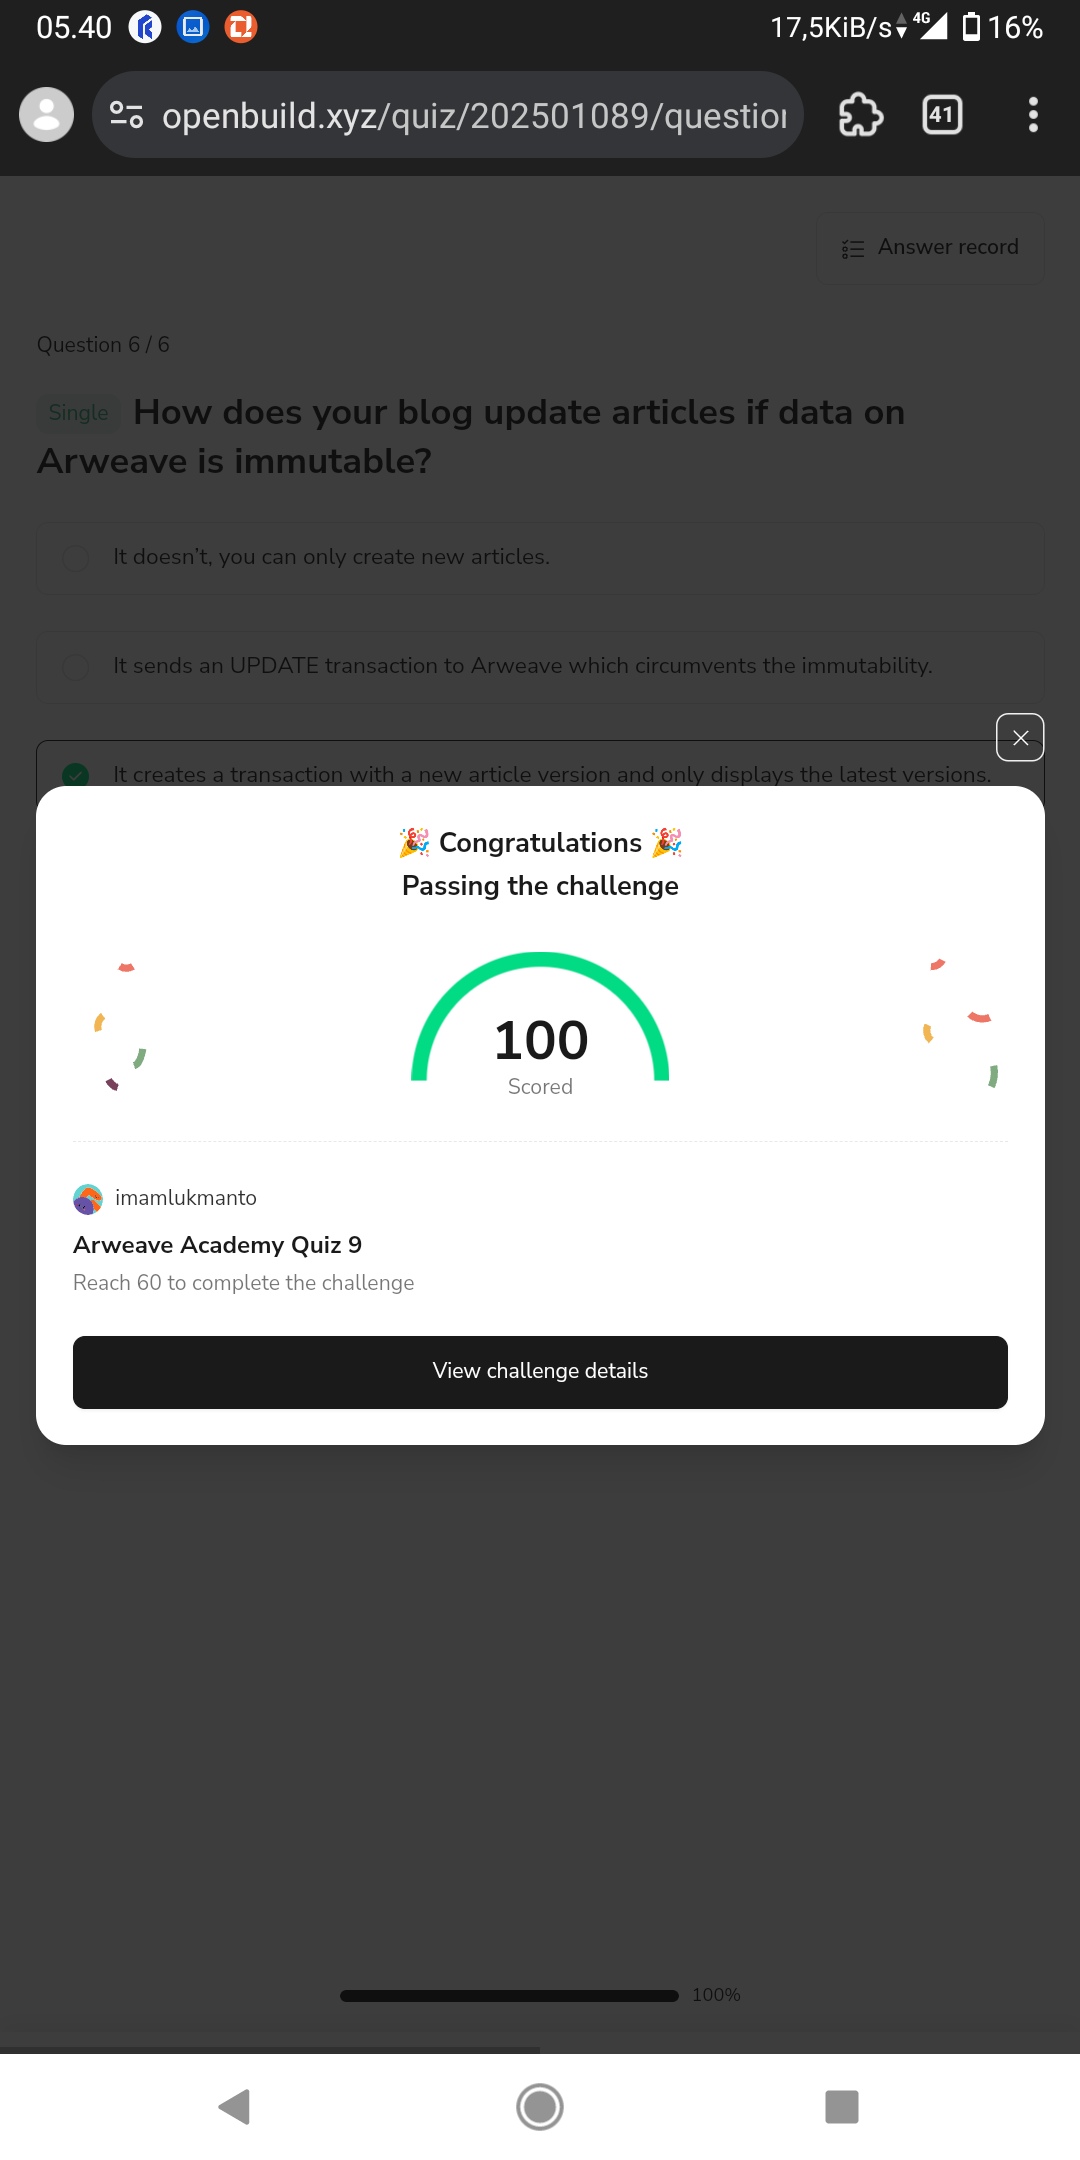 05.40
17,5KiB/s 4G 16%
openbuild.xyz/quiz/202501089/question
41
Answer record
Question 6 / 6
Single How does your blog update articles if data on
Arweave is immutable?
It doesn't, you can only create new articles.
It sends an UPDATE transaction to Arweave which circumvents the immutability.
It creates a transaction with a new article version and only displays the latest versions.
🎉 Congratulations 🎉
Passing the challenge
100
Scored
imamlukmanto
Arweave Academy Quiz 9
Reach 60 to complete the challenge
View challenge details
100%